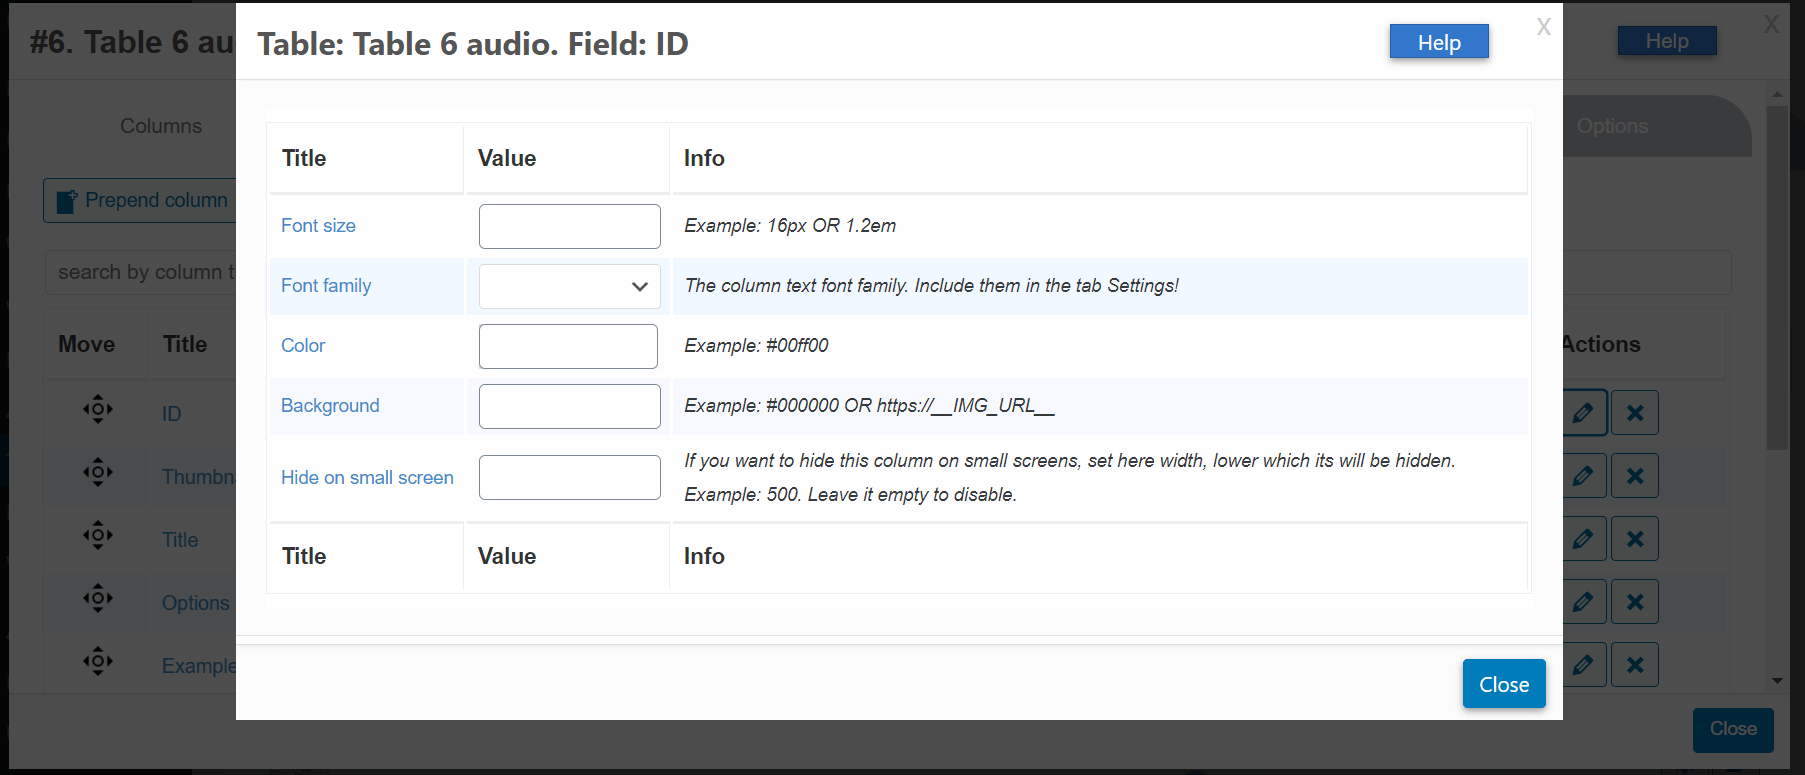 #6. Table 6 au
Help
X
Columns
Options
Prepend column
search by column t
Move
Title
Actions
ID
Thumbn
Title
Options
Example
Close
Table: Table 6 audio. Field: ID
Help
X
Title Value Info
Font size Example: 16px OR 1.2em
Font family The column text font family. Include them in the tab Settings!
Color Example: #00ff00
Background Example: #000000 OR https://__IMG_URL__
Hide on small screen If you want to hide this column on small screens, set here width, lower which its will be hidden.
Example: 500. Leave it empty to disable.
Title Value Info
Close